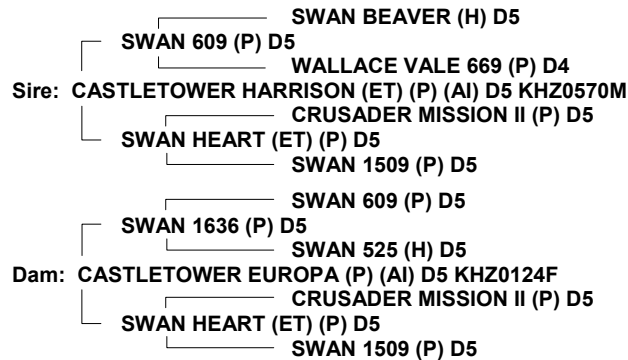 SWAN BEAVER (H) D5
SWAN 609 (P) D5
WALLACE VALE 669 (P) D4
Sire: CASTLETOWER HARRISON (ET) (P) (AI) D5 KHZ0570M
CRUSADER MISSION II (P) D5
SWAN HEART (ET) (P) D5
SWAN 1509 (P) D5
SWAN 609 (P) D5
SWAN 1636 (P) D5
SWAN 525 (H) D5
Dam: CASTLETOWER EUROPA (P) (AI) D5 KHZ0124F
CRUSADER MISSION II (P) D5
SWAN HEART (ET) (P) D5
SWAN 1509 (P) D5